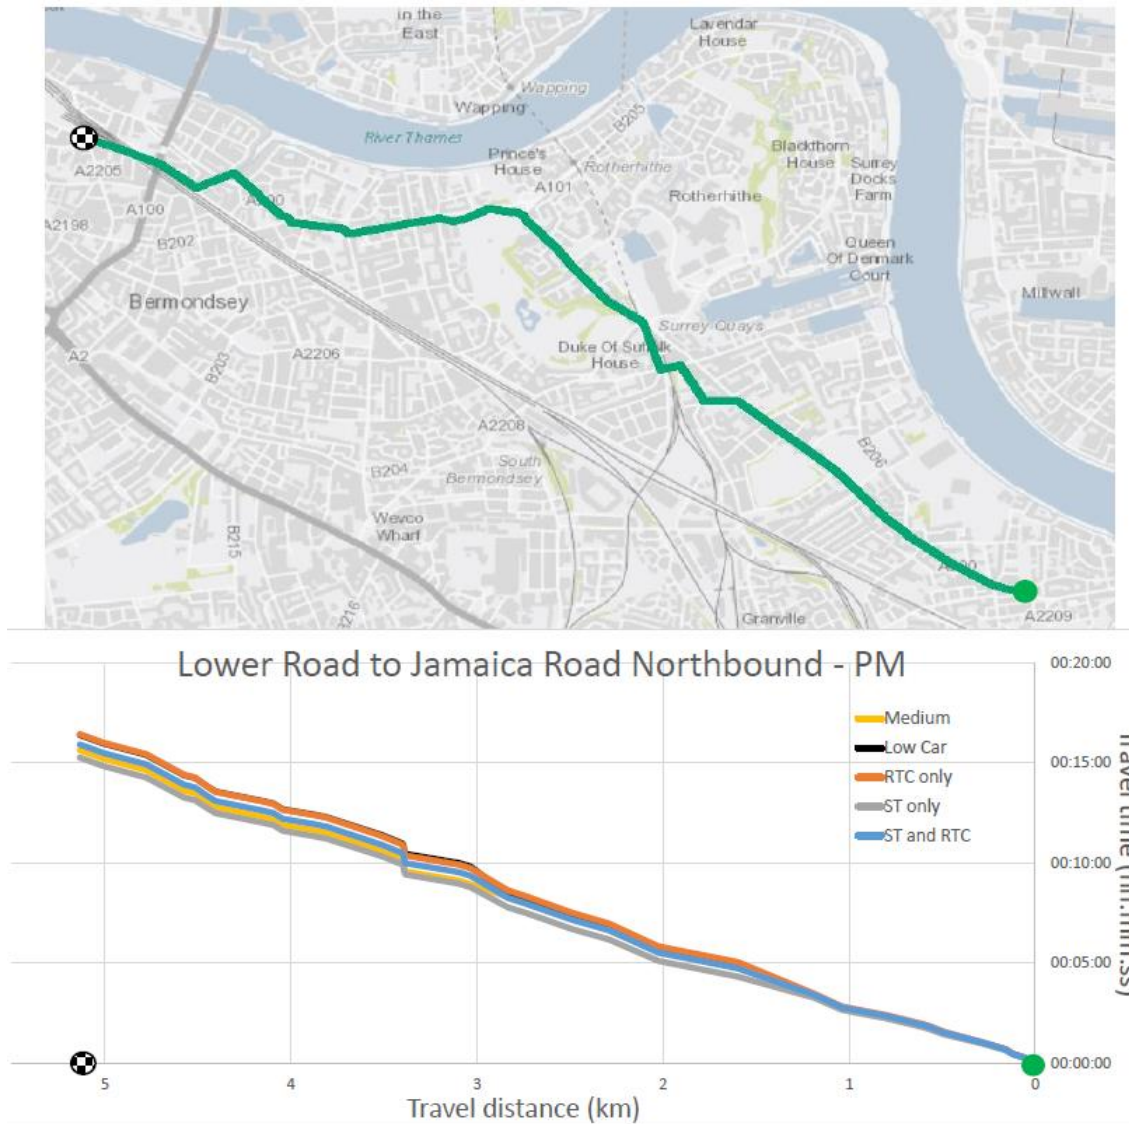 in the
East
Lavendar
House
Wapping
Wapping
B205
River Thames
Prince's
House
Rotherhithe
Blackthorn
House
Surrey
Docks
Farm
A2205
A101
Rotherhithe
A100
A2198
B202
Queen
Of Denmark
Court
Bermondsey
Millwall
Surrey Quays
Duke Of Suffolk
House
A2
B203
A2206
A2208
B206
B204
South
Bermondsey
Wevco
Wharf
B215
B216
Granville
A2209
Lower Road to Jamaica Road Northbound - PM
00:20:00
Medium
Low Car
RTC only
ST only
ST and RTC
00:15:00
00:10:00
00:05:00
00:00:00
5 4 3 2 1 0
Travel distance (km)